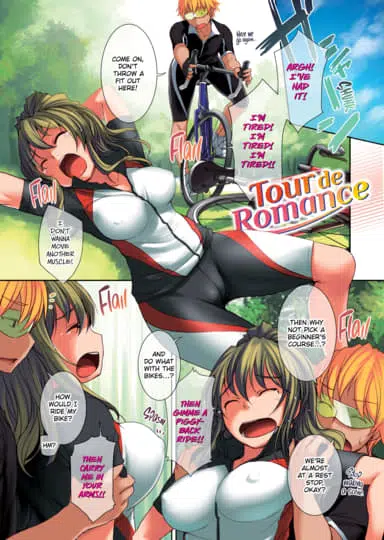 ARGH!
I'VE
HAD
IT!
I'M
TIRED!
I'M
TIRED!
I'M
TIRED!!
HERE WE
GO AGAIN...
COME ON,
DON'T
THROW A
FIT OUT
HERE!
Flail
Flail
Tour de
Romance
I
DON'T
WANNA
MOVE
ANOTHER
MUSCLE!
Flail
Flail
THEN WHY
NOT PICK A
BEGINNER'S
COURSE...?
WE'RE
ALMOST
AT A REST
STOP,
OKAY?
THEN
GIMME A
PIGGY-
BACK
RIDE!!
AND
DO WHAT
WITH THE
BIKES...?
Flail
HOW
WOULD I
RIDE MY
BIKE?
HM?
THEN
CARRY
ME IN
YOUR
ARMS!!